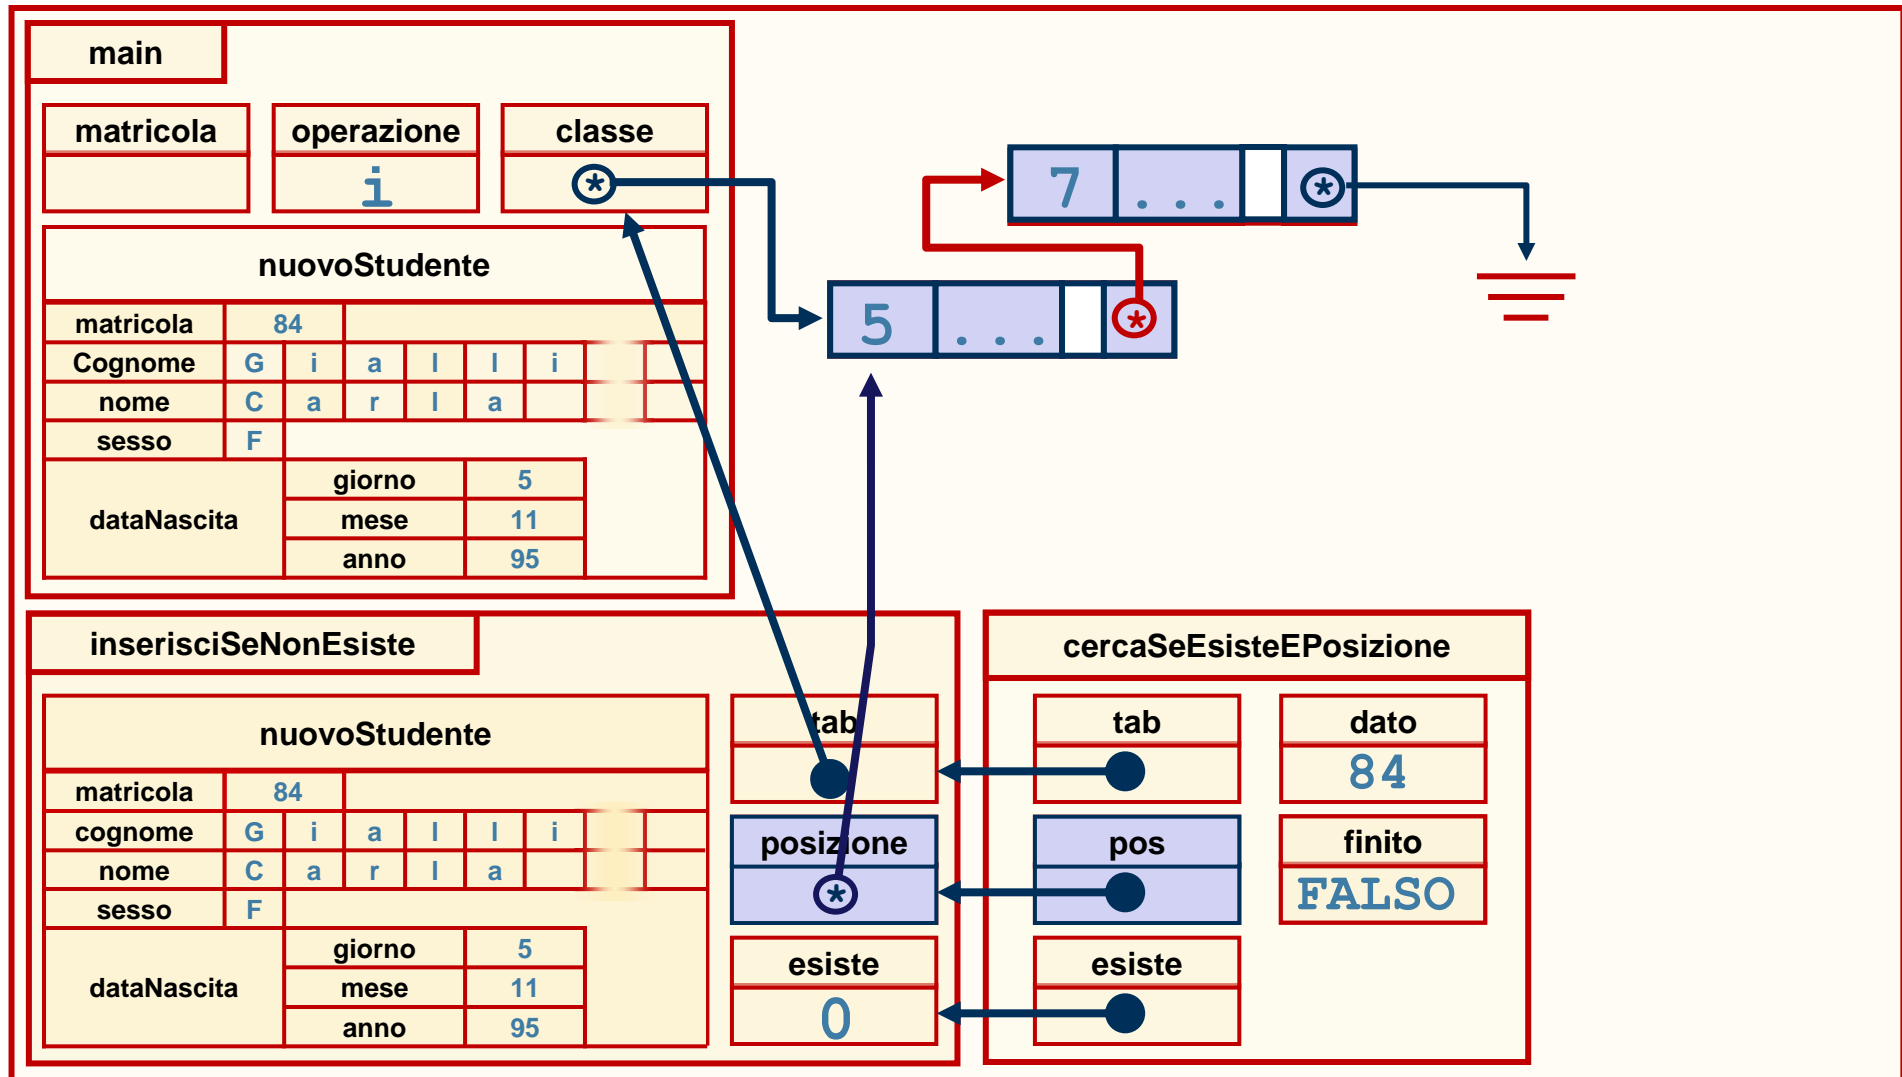 main
matricola operazione classe
i *
nuovoStudente
matricola 84
Cognome G i a l l i
nome C a r l a
sesso F
dataNascita
giorno 5
mese 11
anno 95
7 . . . *
5 . . . *
inserisciSeNonEsiste
nuovoStudente
matricola 84
cognome G i a l l i
nome C a r l a
sesso F
dataNascita
giorno 5
mese 11
anno 95
tab
posizione
*
esiste
0
cercaSeEsisteEPosizione
tab dato
84
pos finito
FALSO
esiste